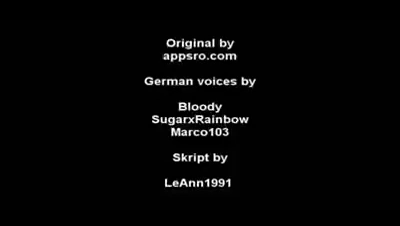 Original by
appsro.com
German voices by
Bloody
SugarxRainbow
Marco103
Skript by
LeAnn1991